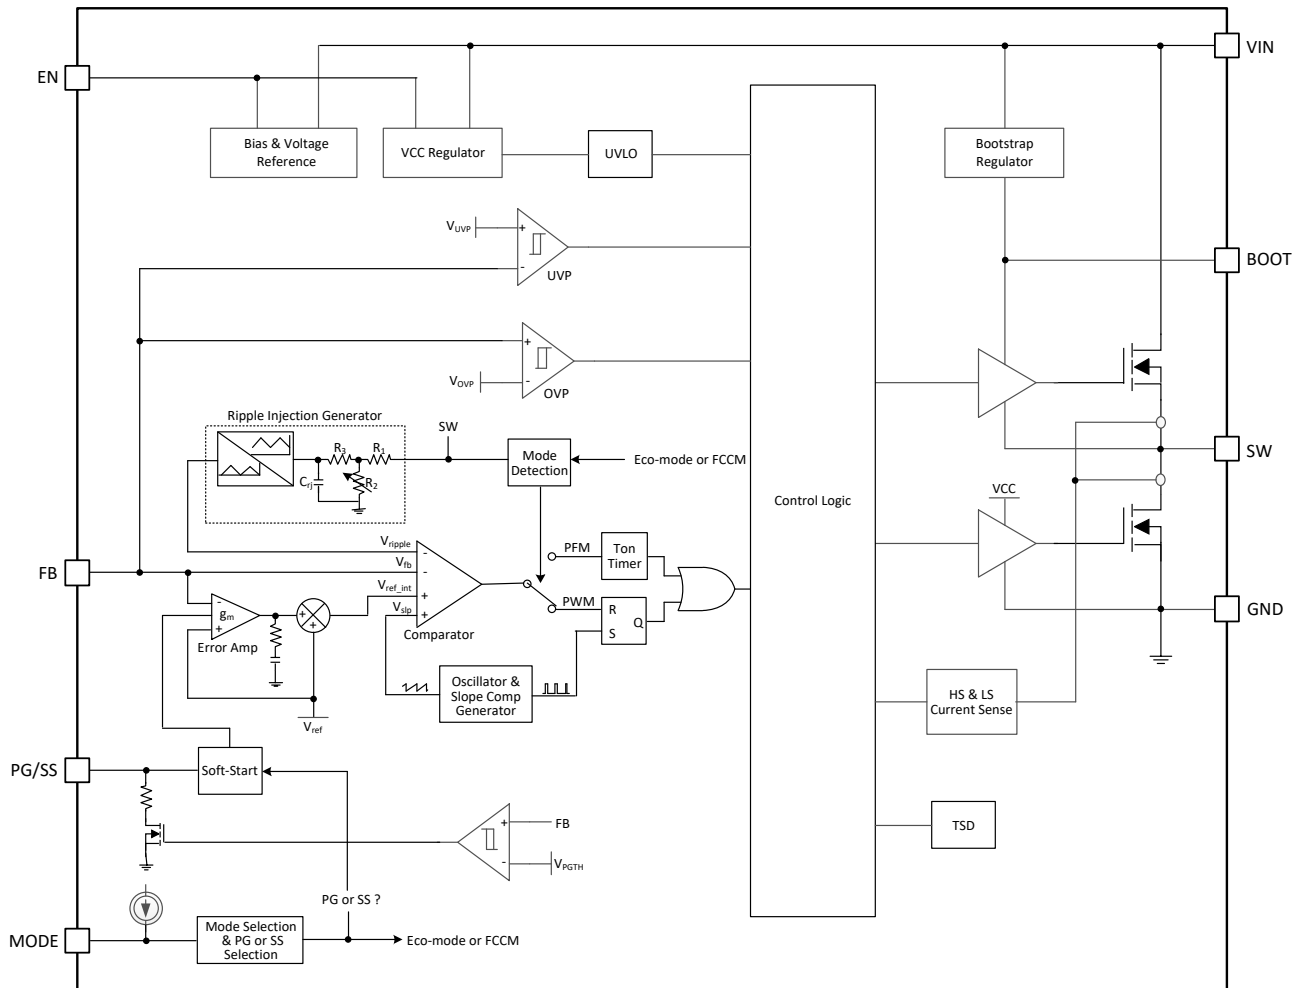 VIN
EN
Bias & Voltage
Reference
VCC Regulator
UVLO
Bootstrap
Regulator
VUVP
+
-
UVP
BOOT
+
VOVP
-
OVP
Ripple Injection Generator
SW
R3
R1
Crj
R2
Mode
Detection
Eco-mode or FCCM
SW
Control Logic
VCC
Vripple
-
FB
Vfb
-
Vref_int
+
Vslp
+
Comparator
PFM
Ton
Timer
PWM
R
S
Q
-
gm
+
Error Amp
+
+
GND
Oscillator &
Slope Comp
Generator
Vref
HS & LS
Current Sense
PG/SS
Soft-Start
+
FB
-
VPGTH
TSD
PG or SS ?
MODE
Mode Selection
& PG or SS
Selection
Eco-mode or FCCM